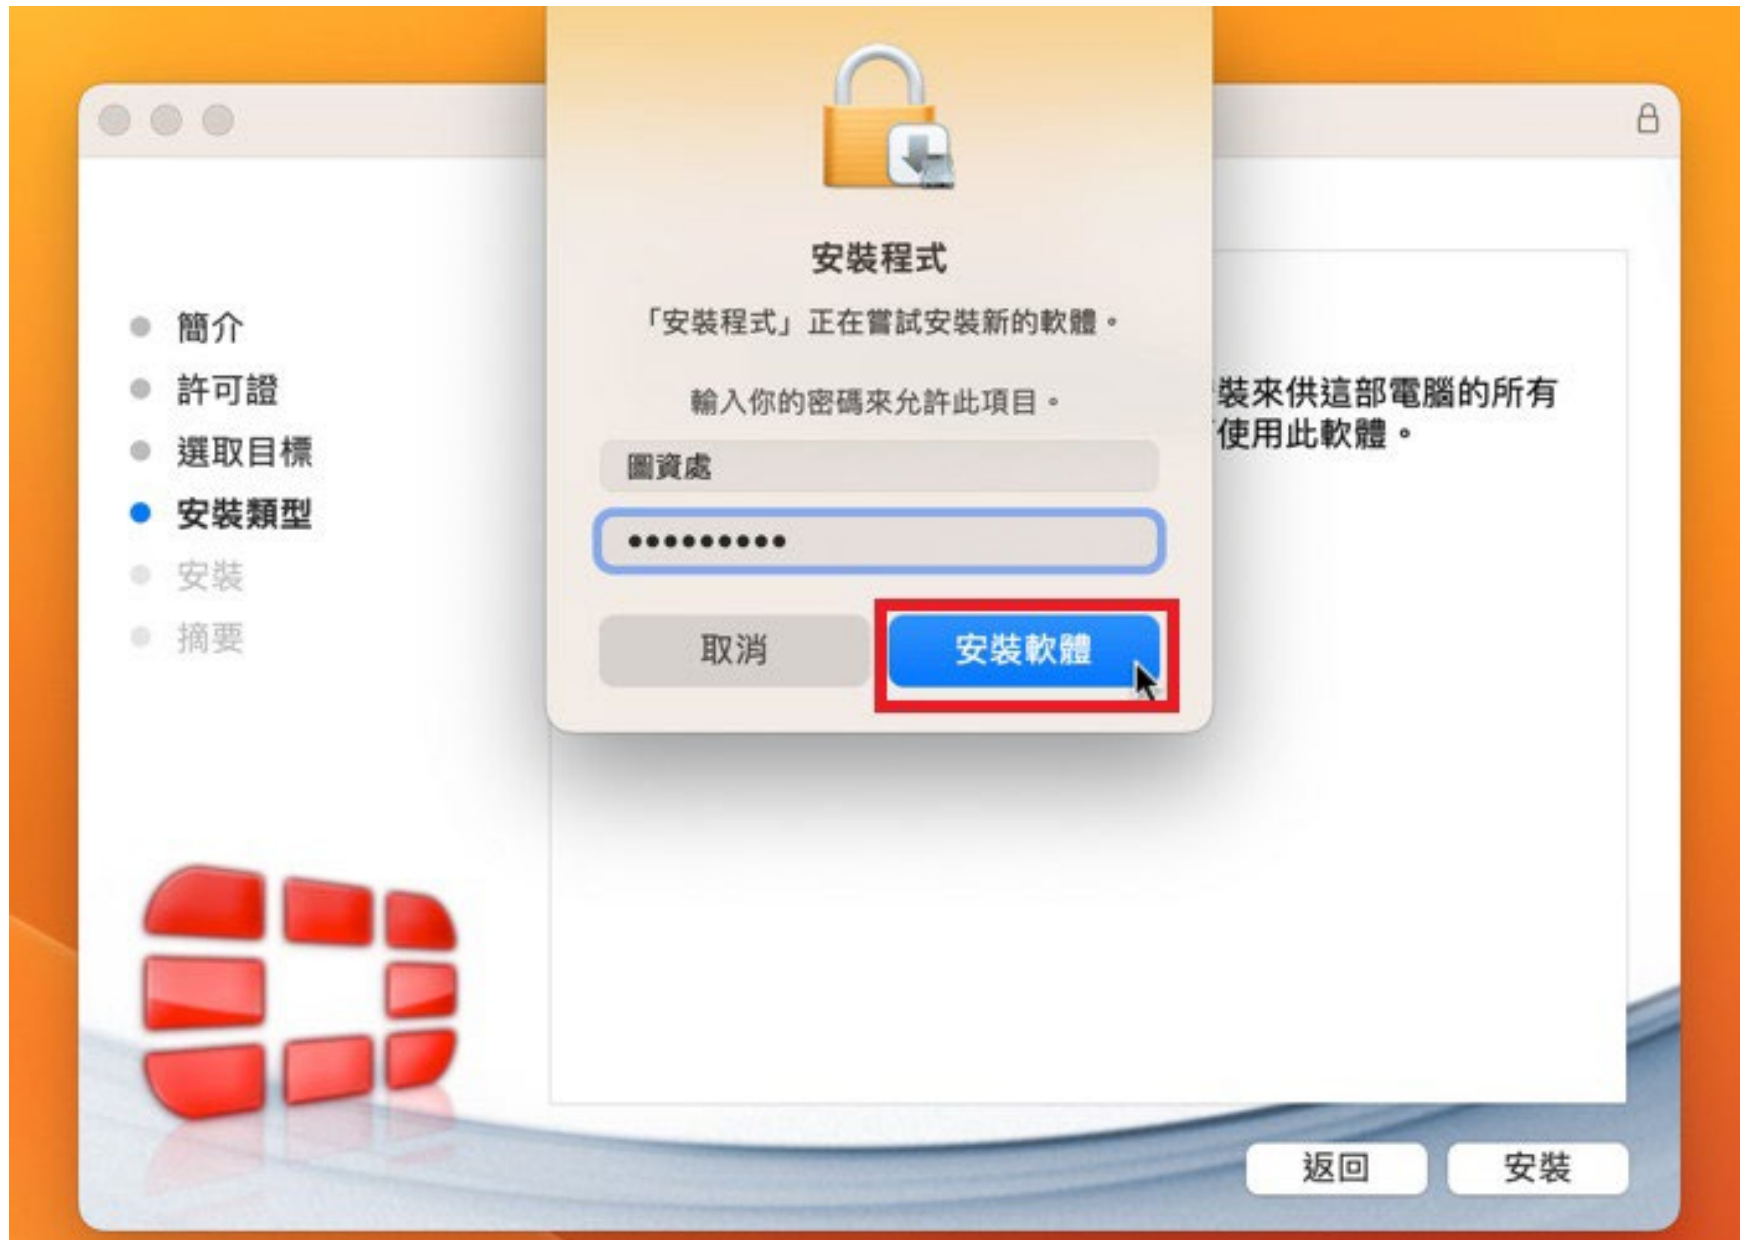 安裝程式
「安裝程式」正在嘗試安裝新的軟體。
輸入你的密碼來允許此項目。
圖資處
•••••••••
取消
安裝軟體
簡介
許可證
選取目標
安裝類型
安裝
摘要
裝來供這部電腦的所有
使用此軟體。
返回
安裝